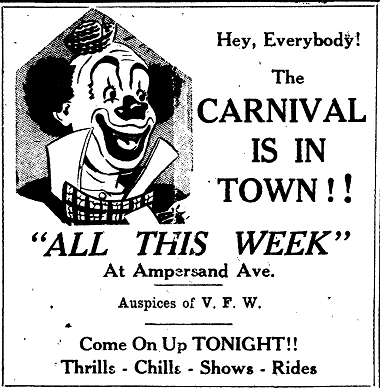 Hey, Everybody!
The
CARNIVAL
IS IN
TOWN!!
"ALL THIS WEEK"
At Ampersand Ave.
Auspices of V. F. W.
Come On Up TONIGHT!!
Thrills - Chills - Shows - Rides